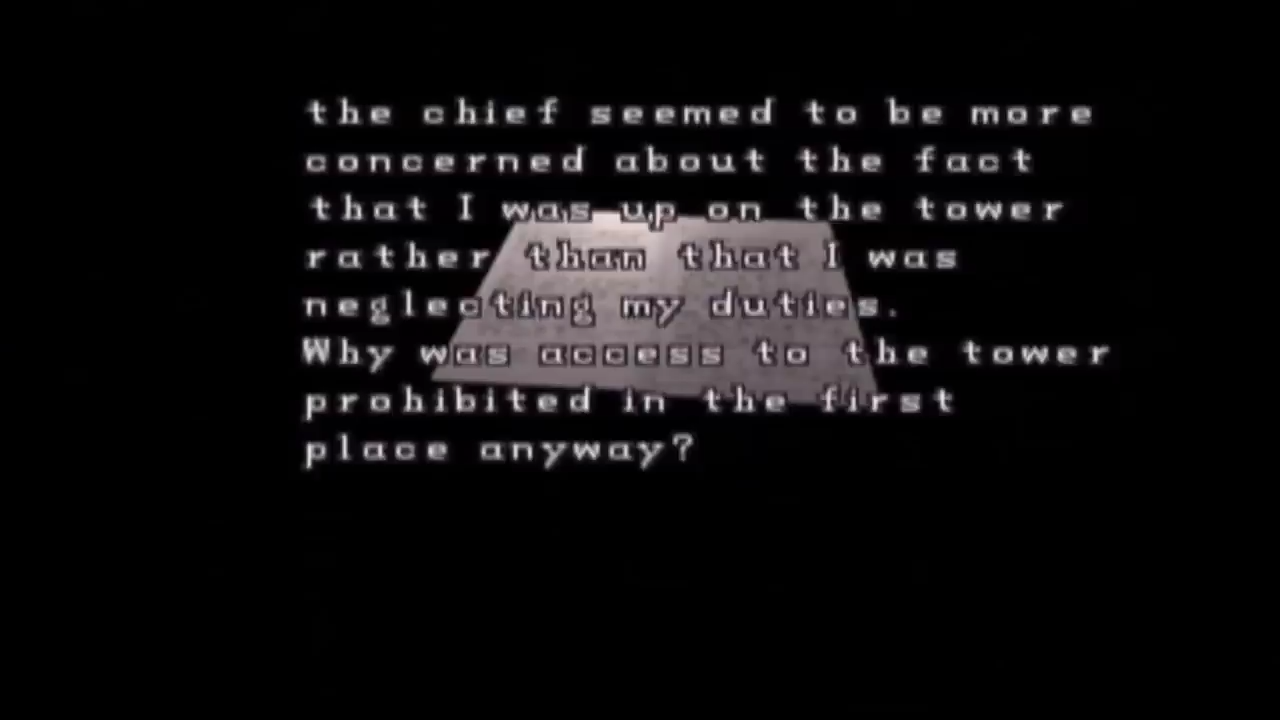 the chief seemed to be more
concerned about the fact
that I was up on the tower
rather than that I was
neglecting my duties.
Why was access to the tower
prohibited in the first
place anyway?